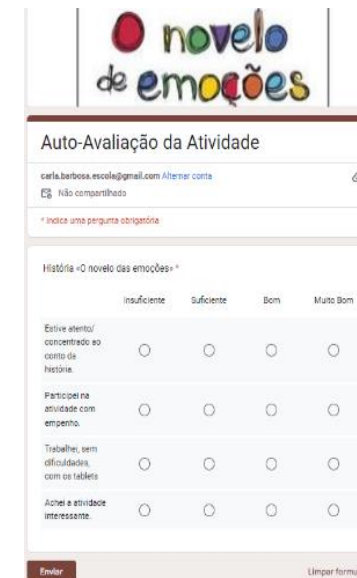 O novelo
de emoções
Auto-Avaliação da Atividade
carla.barbosa.escola@gmail.com Alternar conta
Não compartilhado
* Indica uma pergunta obrigatória
História «O novelo das emoções» *
Insuficiente Suficiente Bom Muito Bom
Estive atento/
concentrado ao
conto da
história.
Participei na
atividade com
empenho.
Trabalhei, sem
dificuldades,
com os tablets
Achei a atividade
interessante.
Enviar Limpar formu